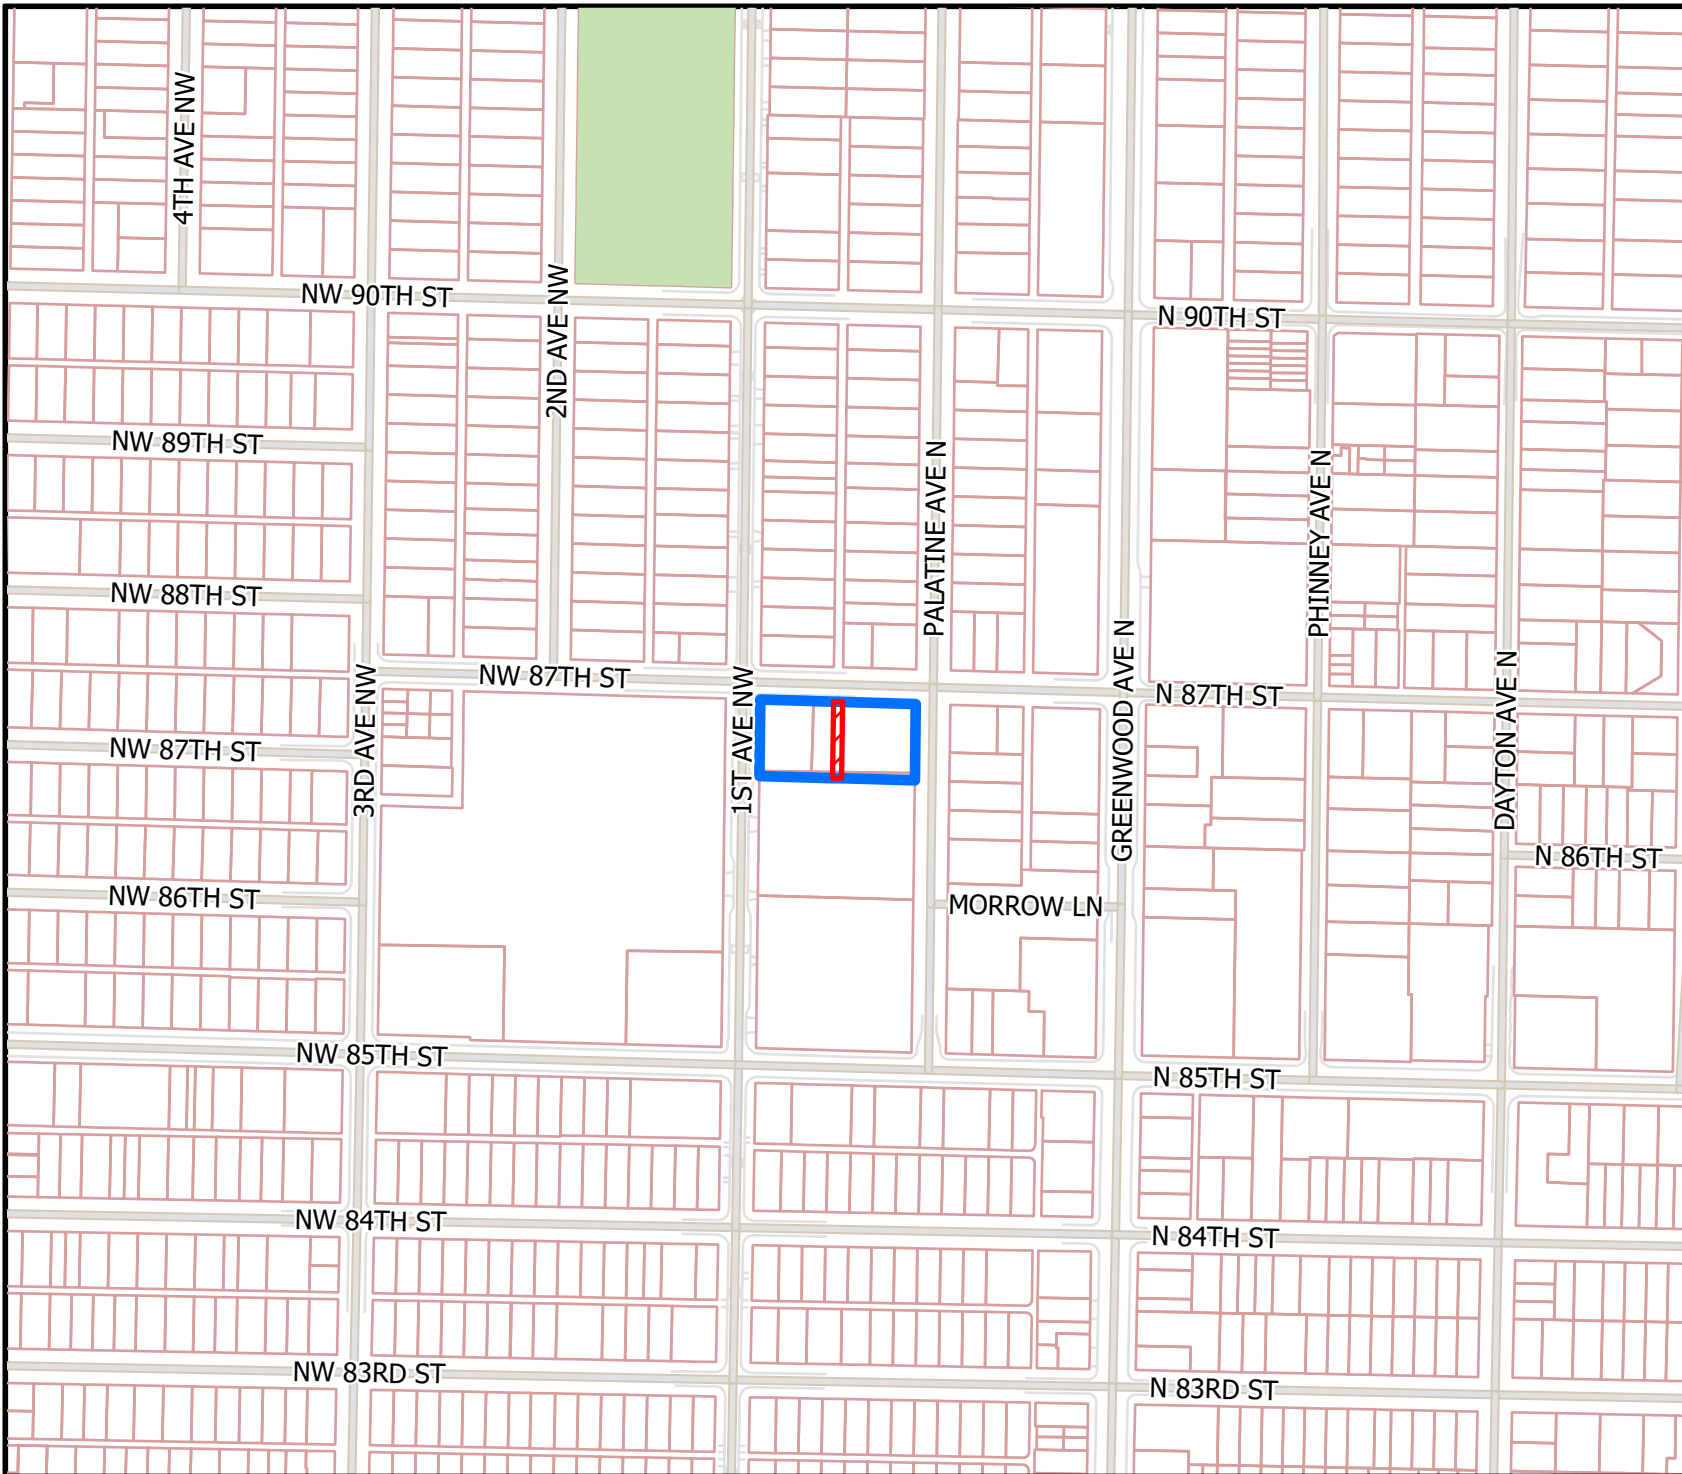 4TH AVE NW
NW 90TH ST
2ND AVE NW
N 90TH ST
NW 89TH ST
PALATINE AVE N
PHINNEY AVE N
NW 88TH ST
GREENWOOD AVE N
NW 87TH ST
3RD AVE NW
1ST AVE NW
N 87TH ST
DAYTON AVE N
NW 87TH ST
N 86TH ST
NW 86TH ST
MORROW LN
NW 85TH ST
N 85TH ST
NW 84TH ST
N 84TH ST
NW 83RD ST
N 83RD ST